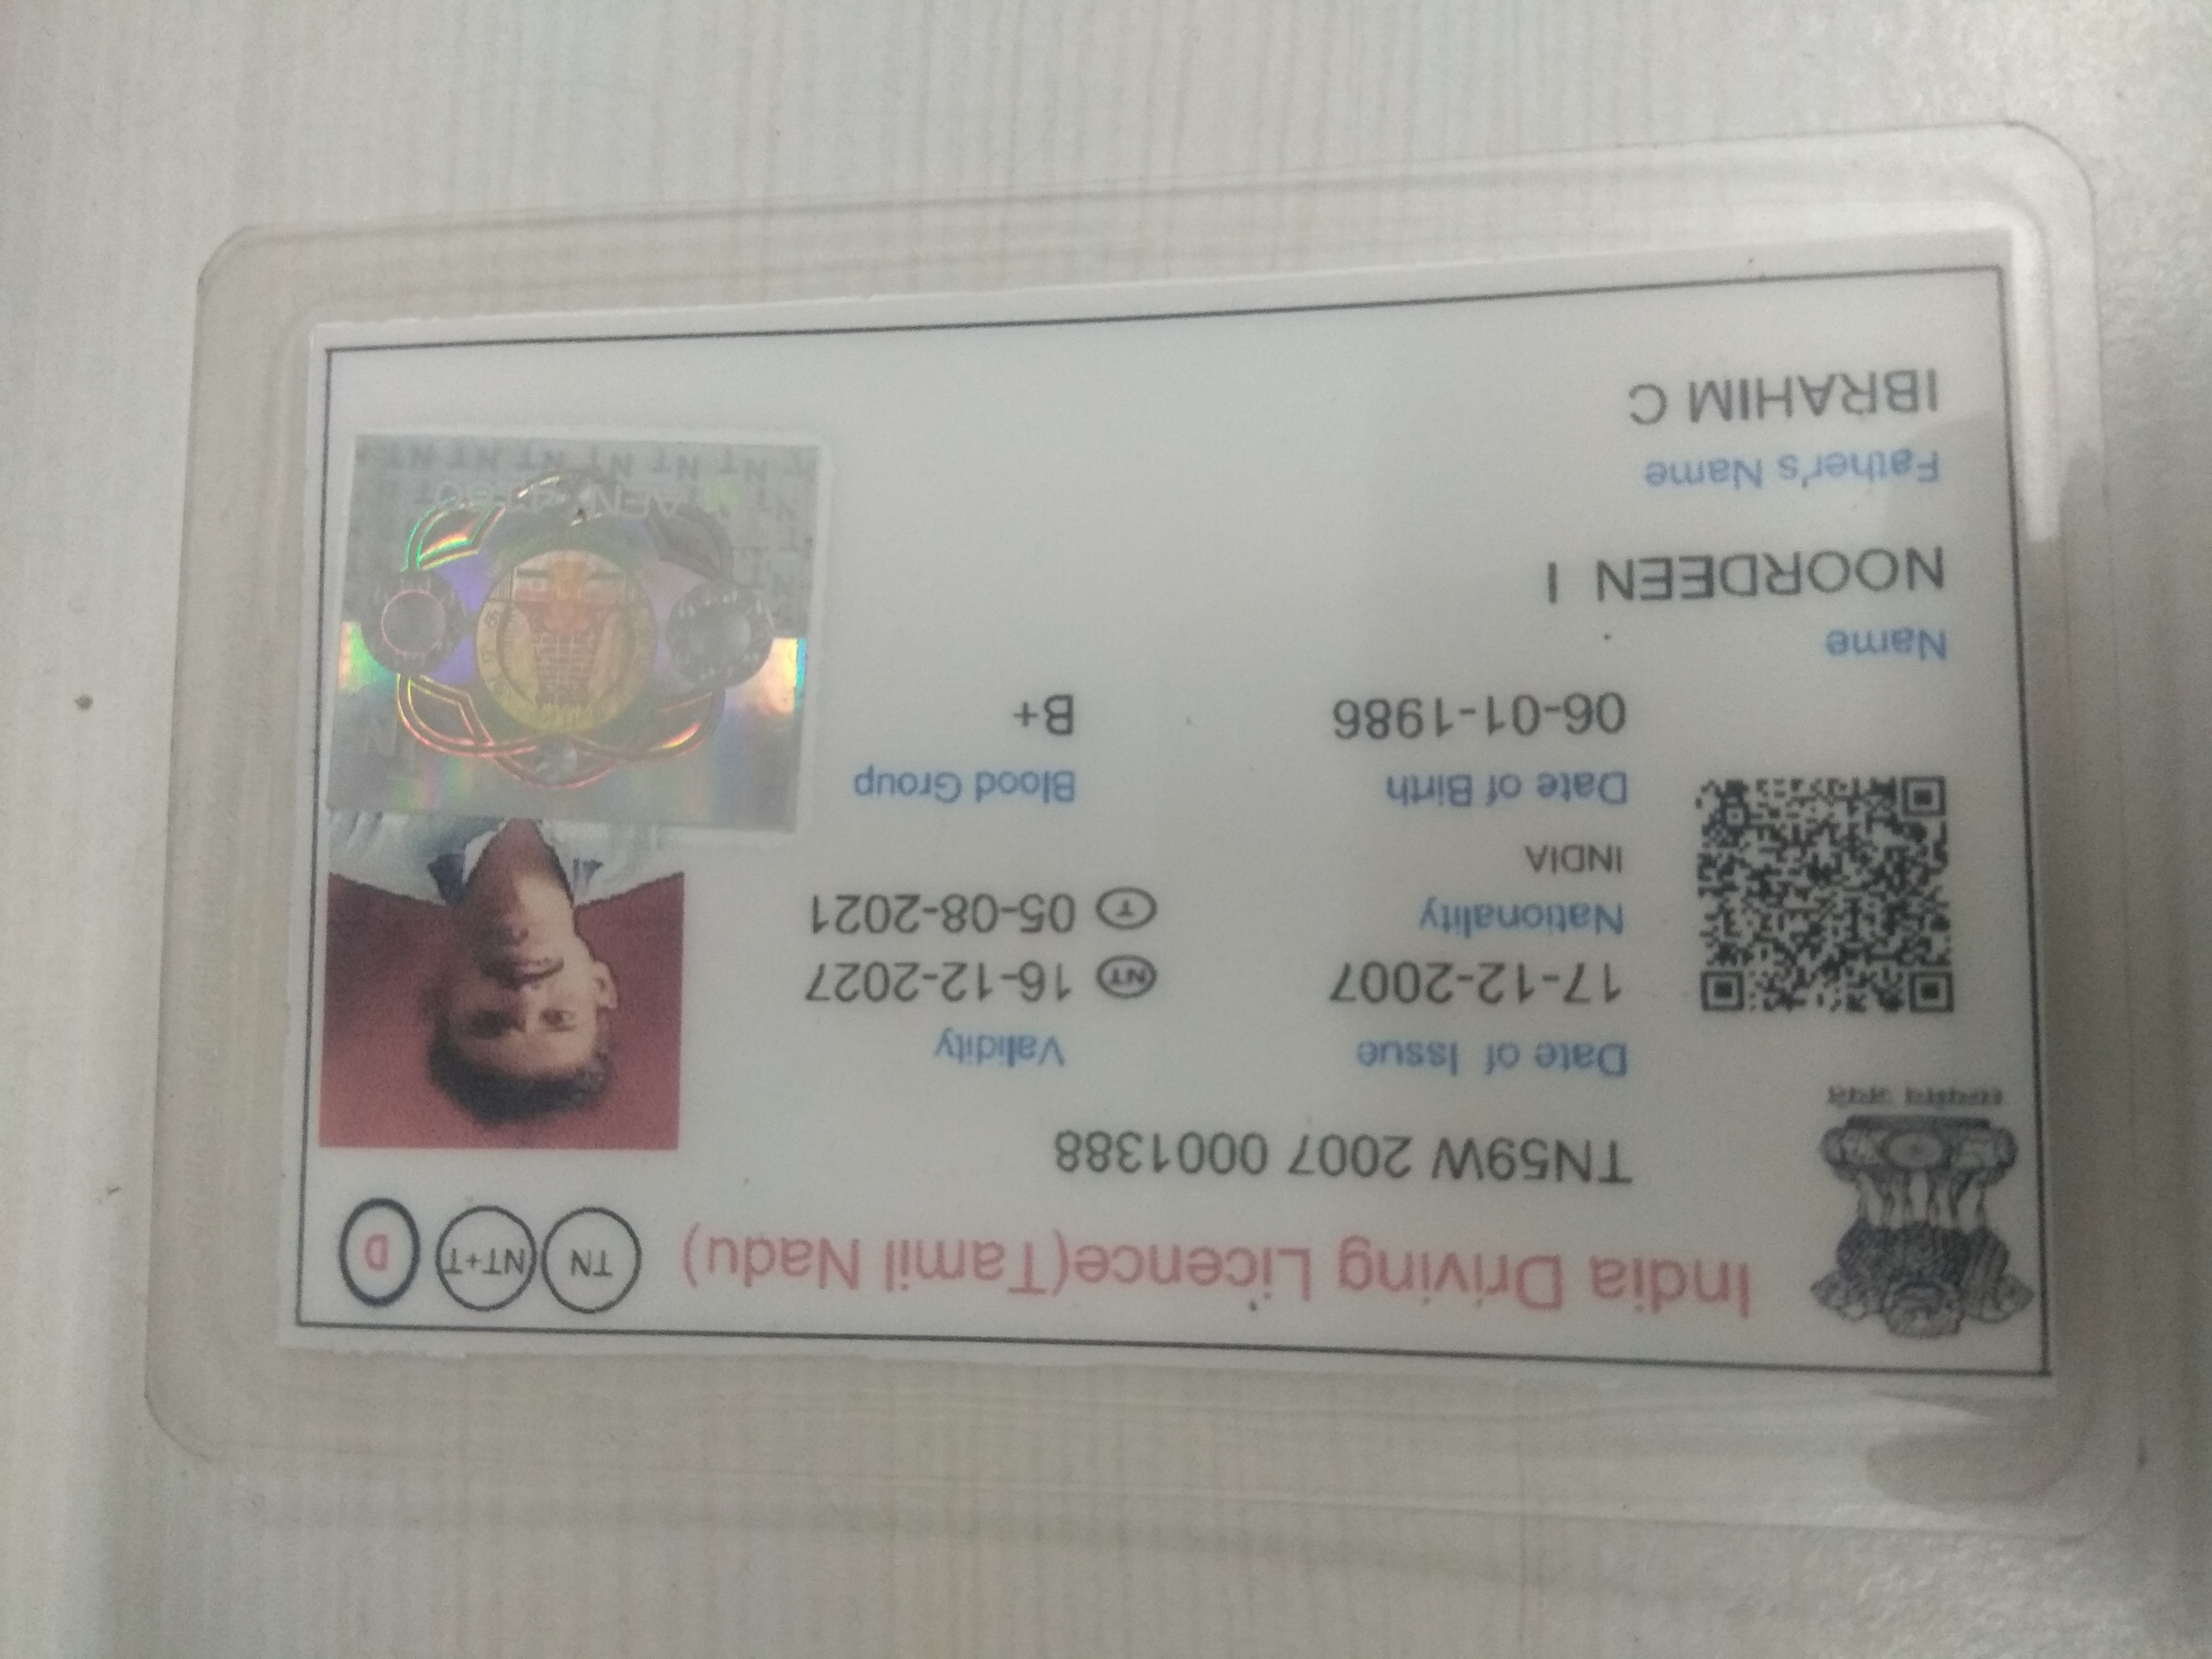 India Driving Licence(Tamil Nadu)
TN
NT+T
D
TN59W 2007 0001388
Date of Issue
Validity
17-12-2007
NT 16-12-2027
Nationality
T 05-08-2021
INDIA
Date of Birth
Blood Group
06-01-1986
B+
Name
NOORDEEN I
Father's Name
IBRAHIM C